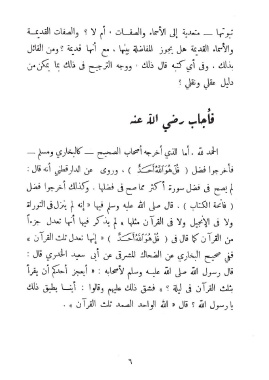 ثبوتها — متعدية إلى الأسماء والصفات . أم لا ؟ والصفات القديمة
والأسماء القديمة هل يجوز المفاضلة بينها ، مع أنها قديمة ؟ ومن القائل
بذلك ، وفى أي كتبه قال ذلك . ووجه الترجيح في ذلك بما يمكن من
دليل عقلي ونقلي ؟
فأجاب رضي الله عنه
الحمد لله . أما الذي أخرجه أصحاب الصحيح — كالبخاري ومسلم —
فأخرجوا فضل ( قُلْ هُوَ اللَّهُ أَحَدٌ ) . وروى عن الدارقطني أنه قال :
لم يصح في فضل سورة أكثر مما صح في فضلها . وكذلك أخرجوا فضل
« فاتحة الكتاب » . قال صلى الله عليه وسلم فيها « إنه لم ينزل في التوراة
ولا فى الإنجيل ولا في القرآن مثلها » لم يذكر فيها أنها تعدل جزءاً
من القرآن كما قال في ( قُلْ هُوَ اللَّهُ أَحَدٌ ) « إنها تعدل ثلث القرآن » .
ففي صحيح البخاري عن الضحاك المشرقي عن أبي سعيد الخدري قال
قال رسول الله صلى الله عليه وسلم لأصحابه : « أيعجز أحدكم أن يقرأ
بثلث القرآن في ليلة ؟ » فشق ذلك عليهم وقالوا : أينا يطيق ذلك
يا رسول الله ؟ قال « الله الواحد الصمد ثلث القرآن » .
٦